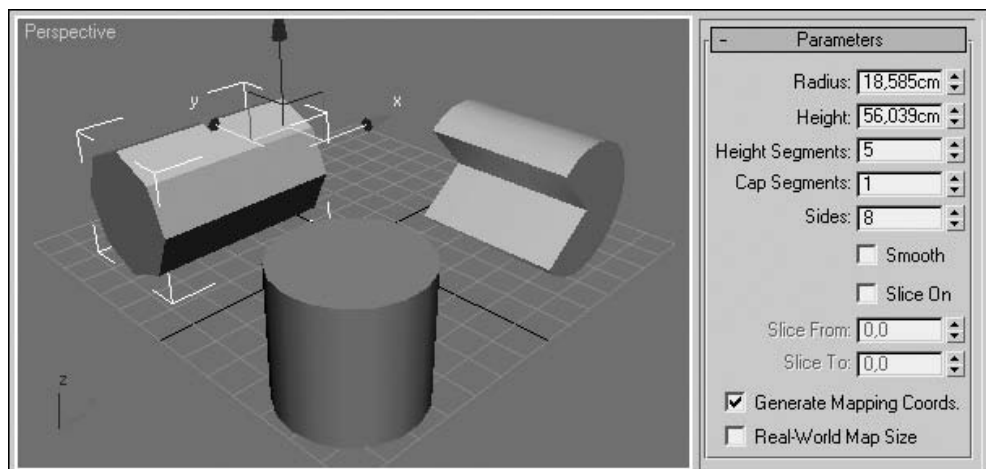 Perspective
y
x
z
- Parameters
Radius: 18,585cm
Height: 56,039cm
Height Segments: 5
Cap Segments: 1
Sides: 8
Smooth
Slice On
Slice From: 0,0
Slice To: 0,0
Generate Mapping Coords.
Real-World Map Size